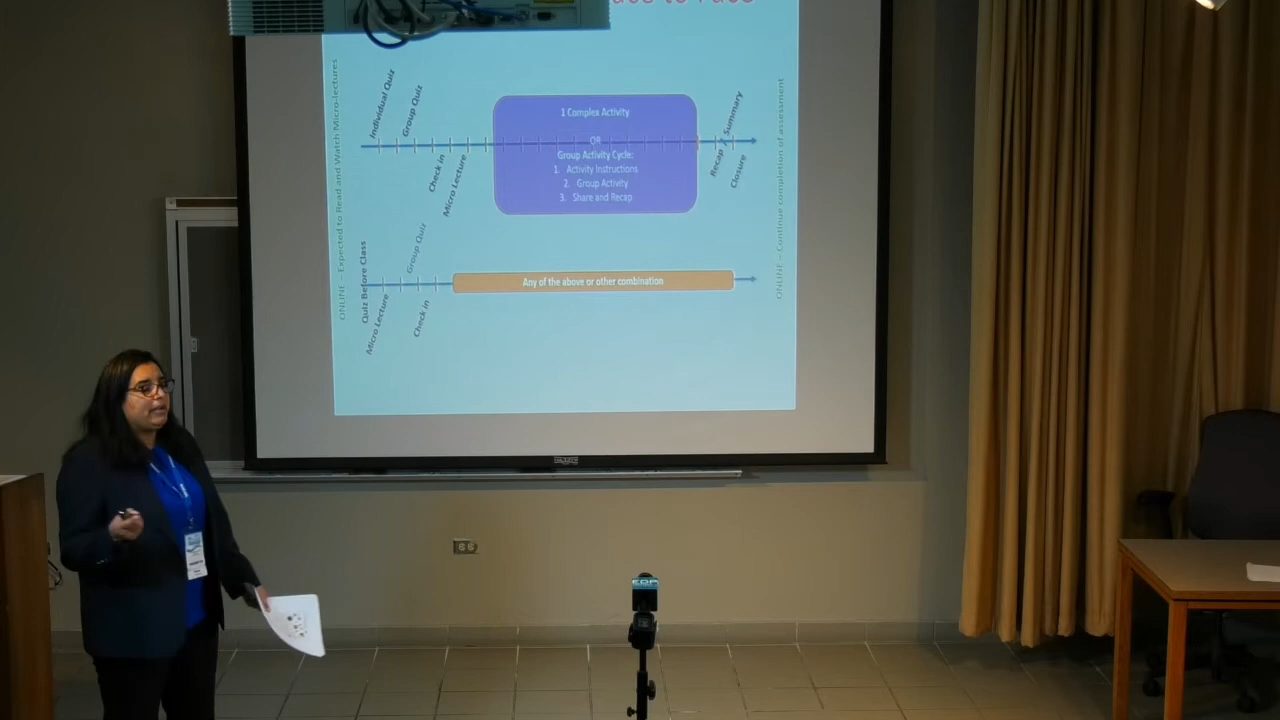 Face to Face
ONLINE – Expected to Read and Watch Micro-lectures
Individual Quiz
Group Quiz
Check in
Micro Lecture
1 Complex Activity
OR
Group Activity Cycle:
1. Activity Instructions
2. Group Activity
3. Share and Recap
Recap / Summary
Closure
ONLINE – Continue completion of assessment
Quiz Before Class
Micro Lecture
Group Quiz
Check in
Any of the above or other combination